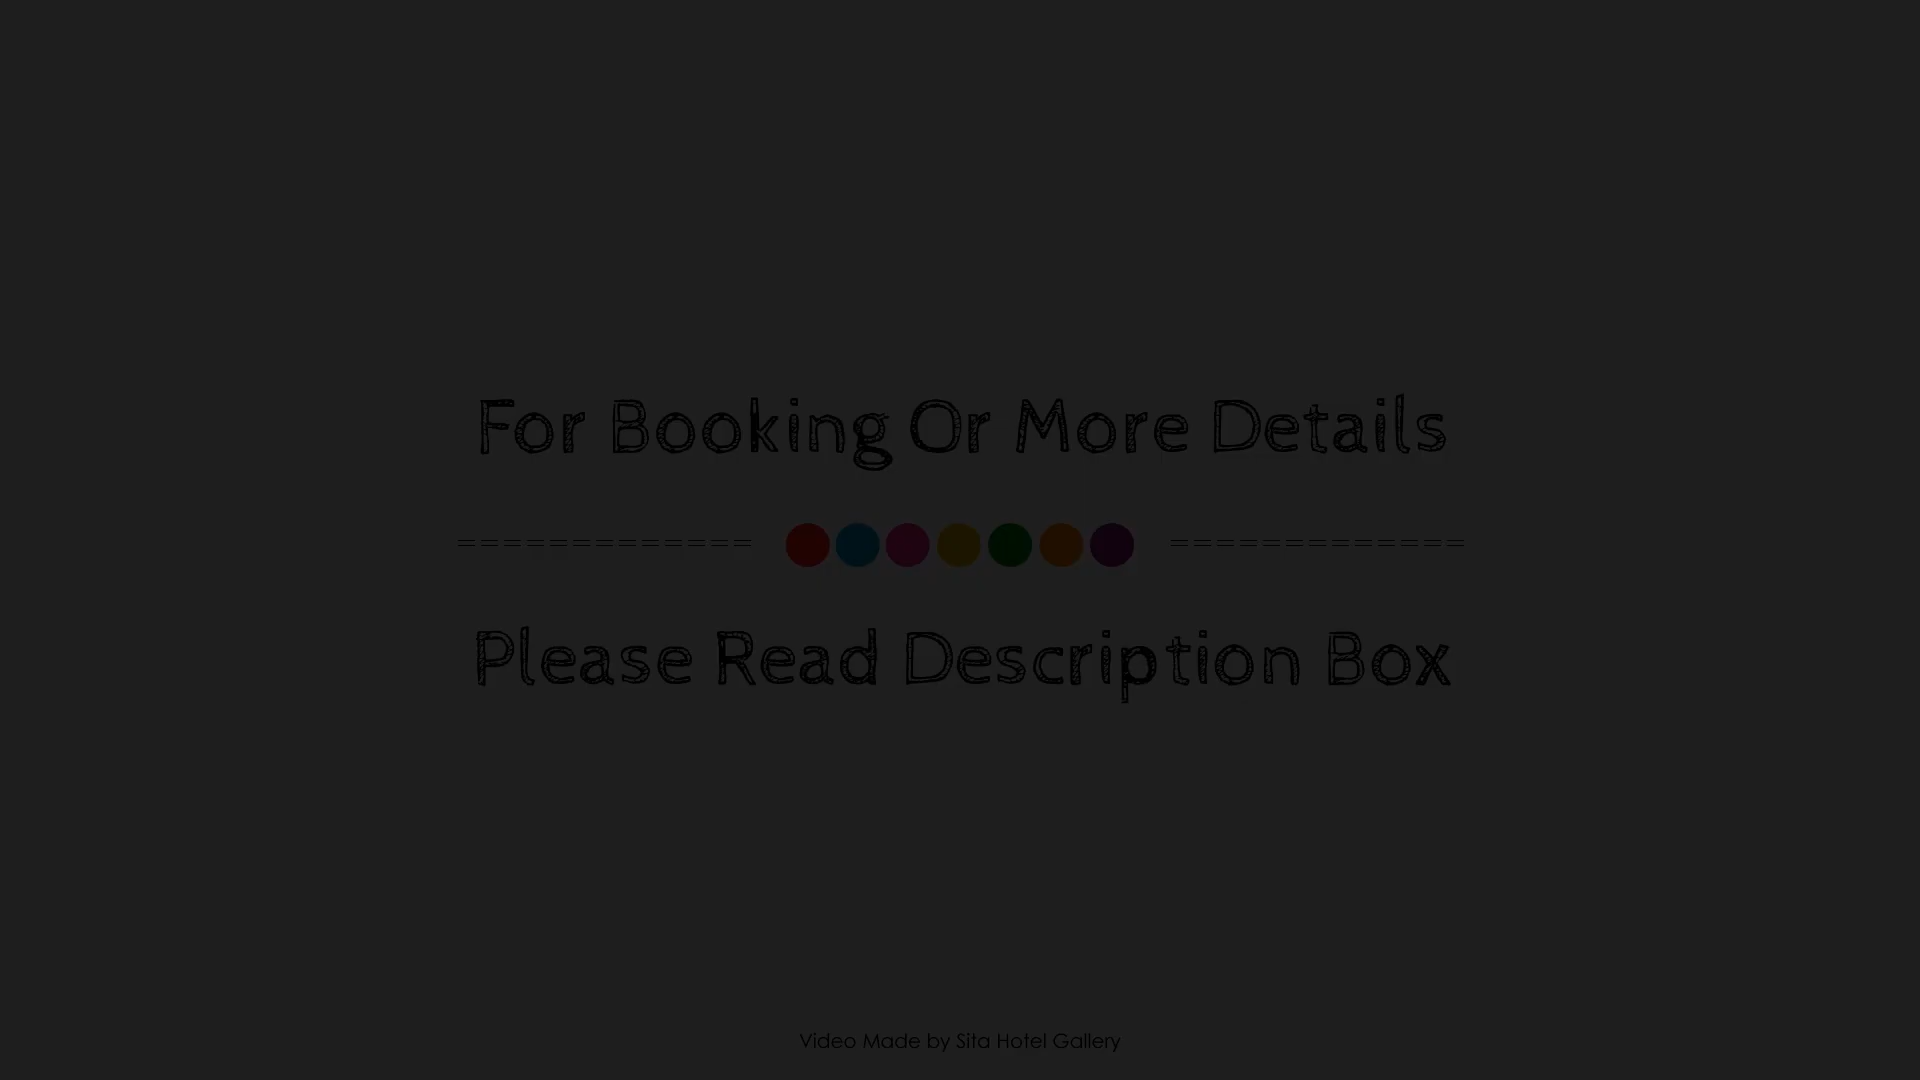 For Booking Or More Details
============= =============
Please Read Description Box
Video Made by Sita Hotel Gallery